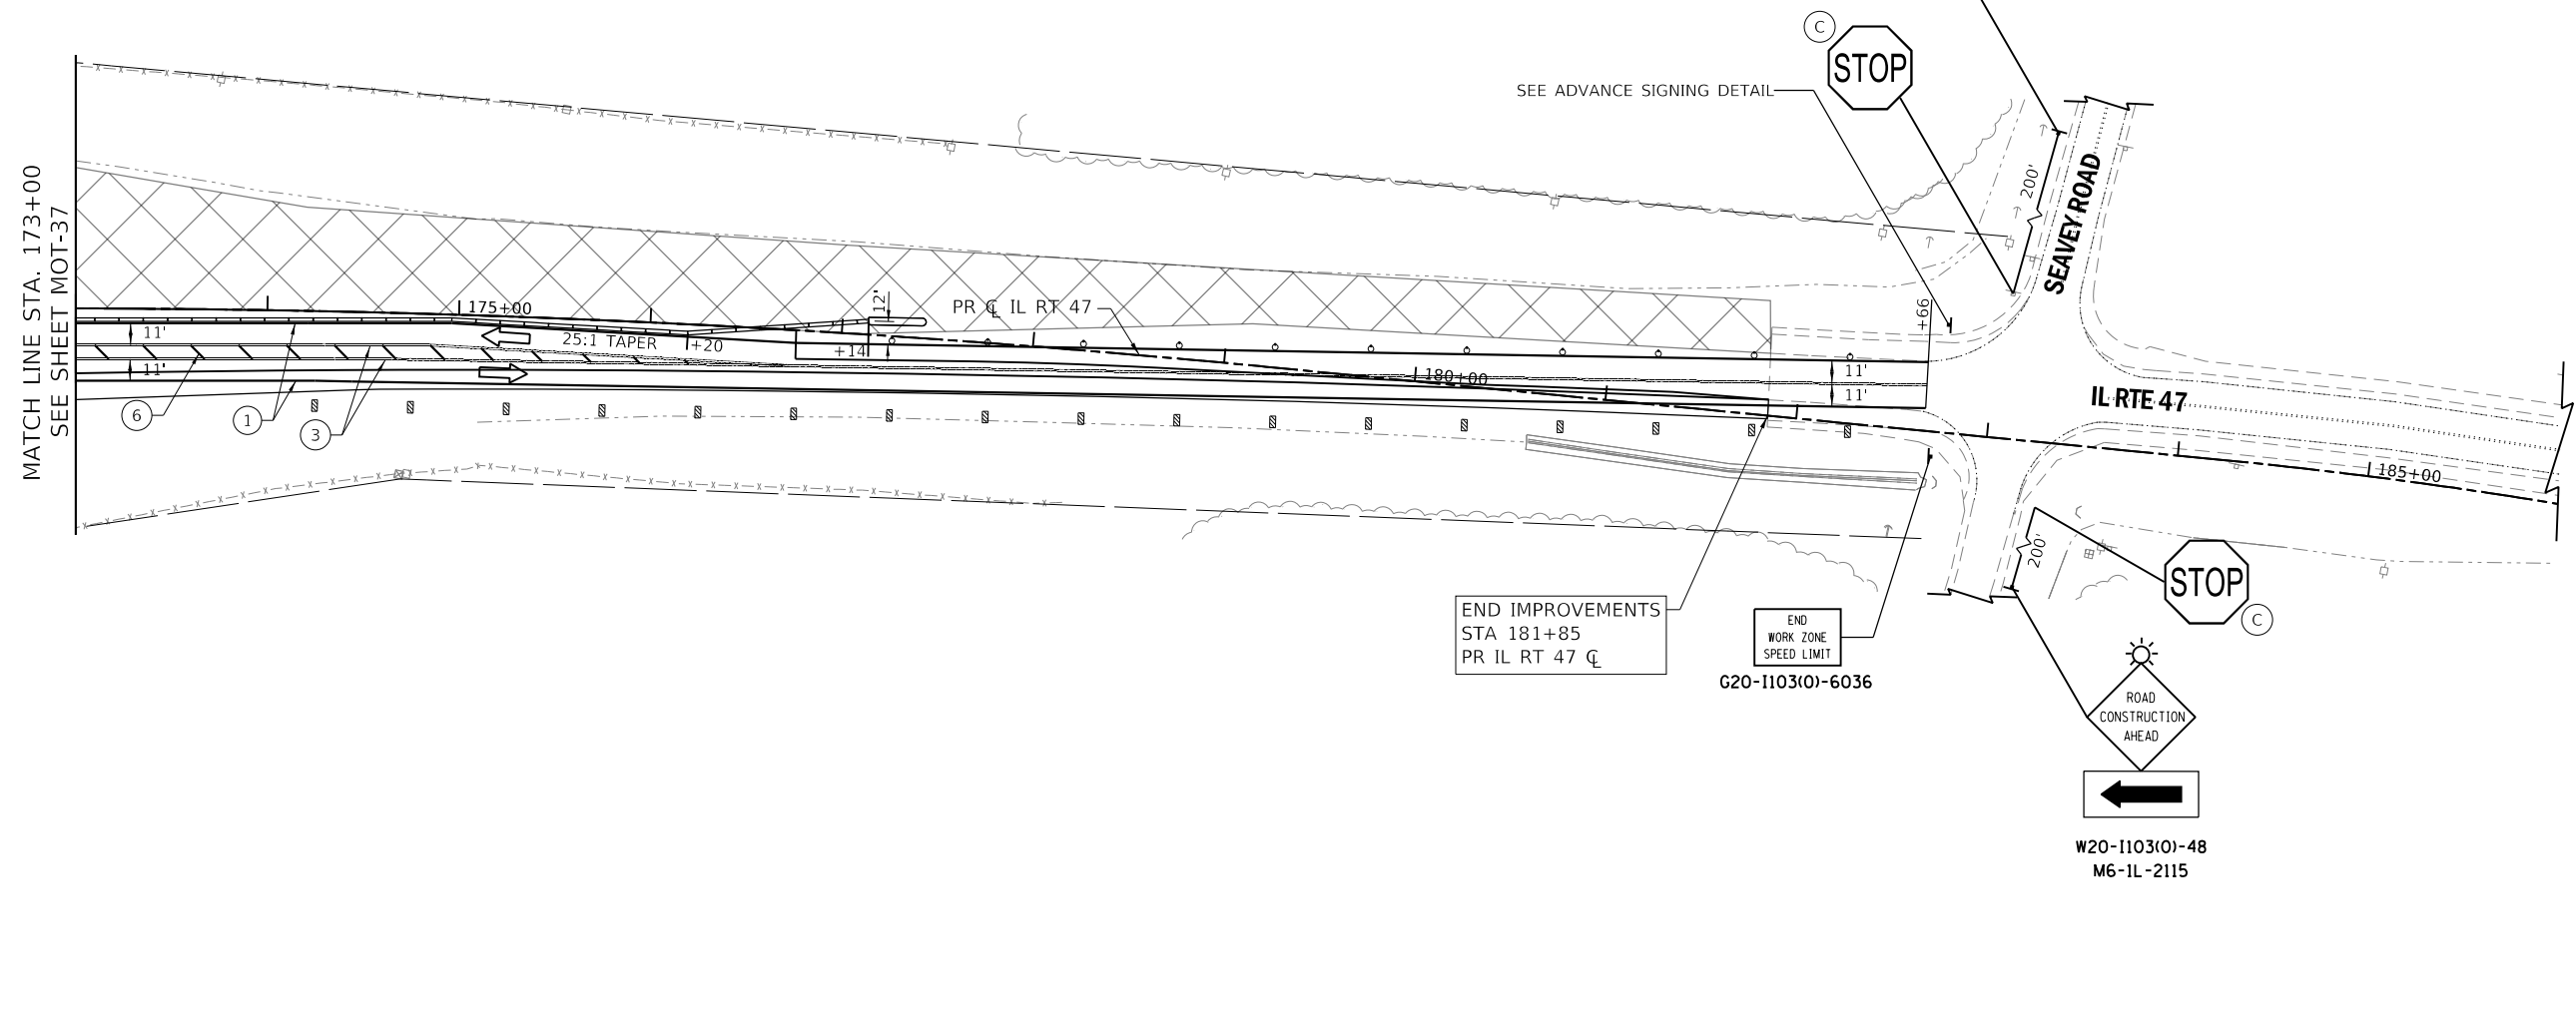 MATCH LINE STA. 173+00
SEE SHEET MOT-37
C
STOP
SEE ADVANCE SIGNING DETAIL
200'
SEAVEY ROAD
+66
175+00
12'
PR ℄ IL RT 47
11'
25:1 TAPER
+20
+14
11'
180+00
11'
11'
6
1
3
IL RTE 47
185+00
200'
STOP
C
END IMPROVEMENTS
STA 181+85
PR IL RT 47 ℄
END
WORK ZONE
SPEED LIMIT
G20-I103(0)-6036
ROAD
CONSTRUCTION
AHEAD
W20-I103(0)-48
M6-1L-2115